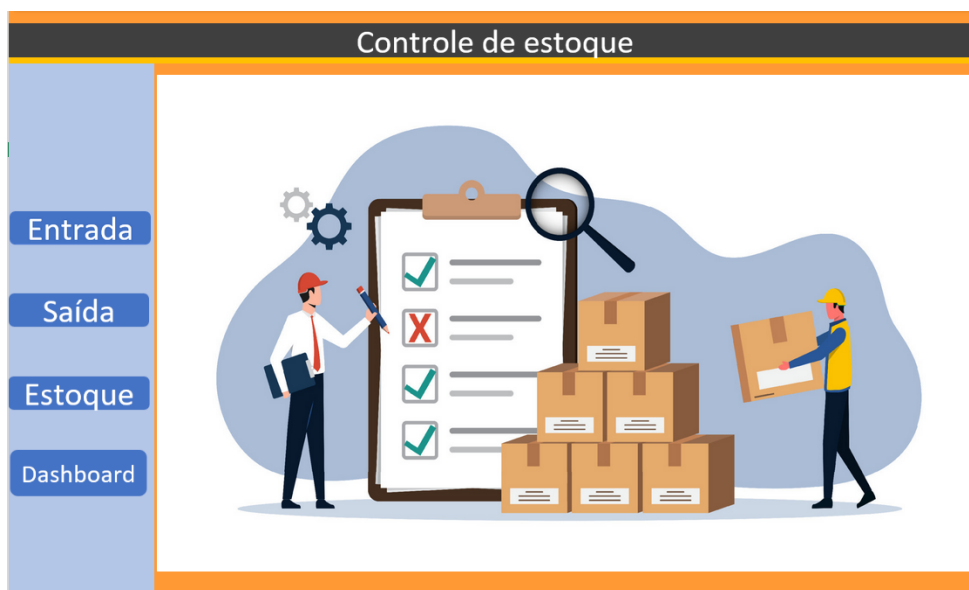 Controle de estoque
Entrada
Saída
Estoque
Dashboard